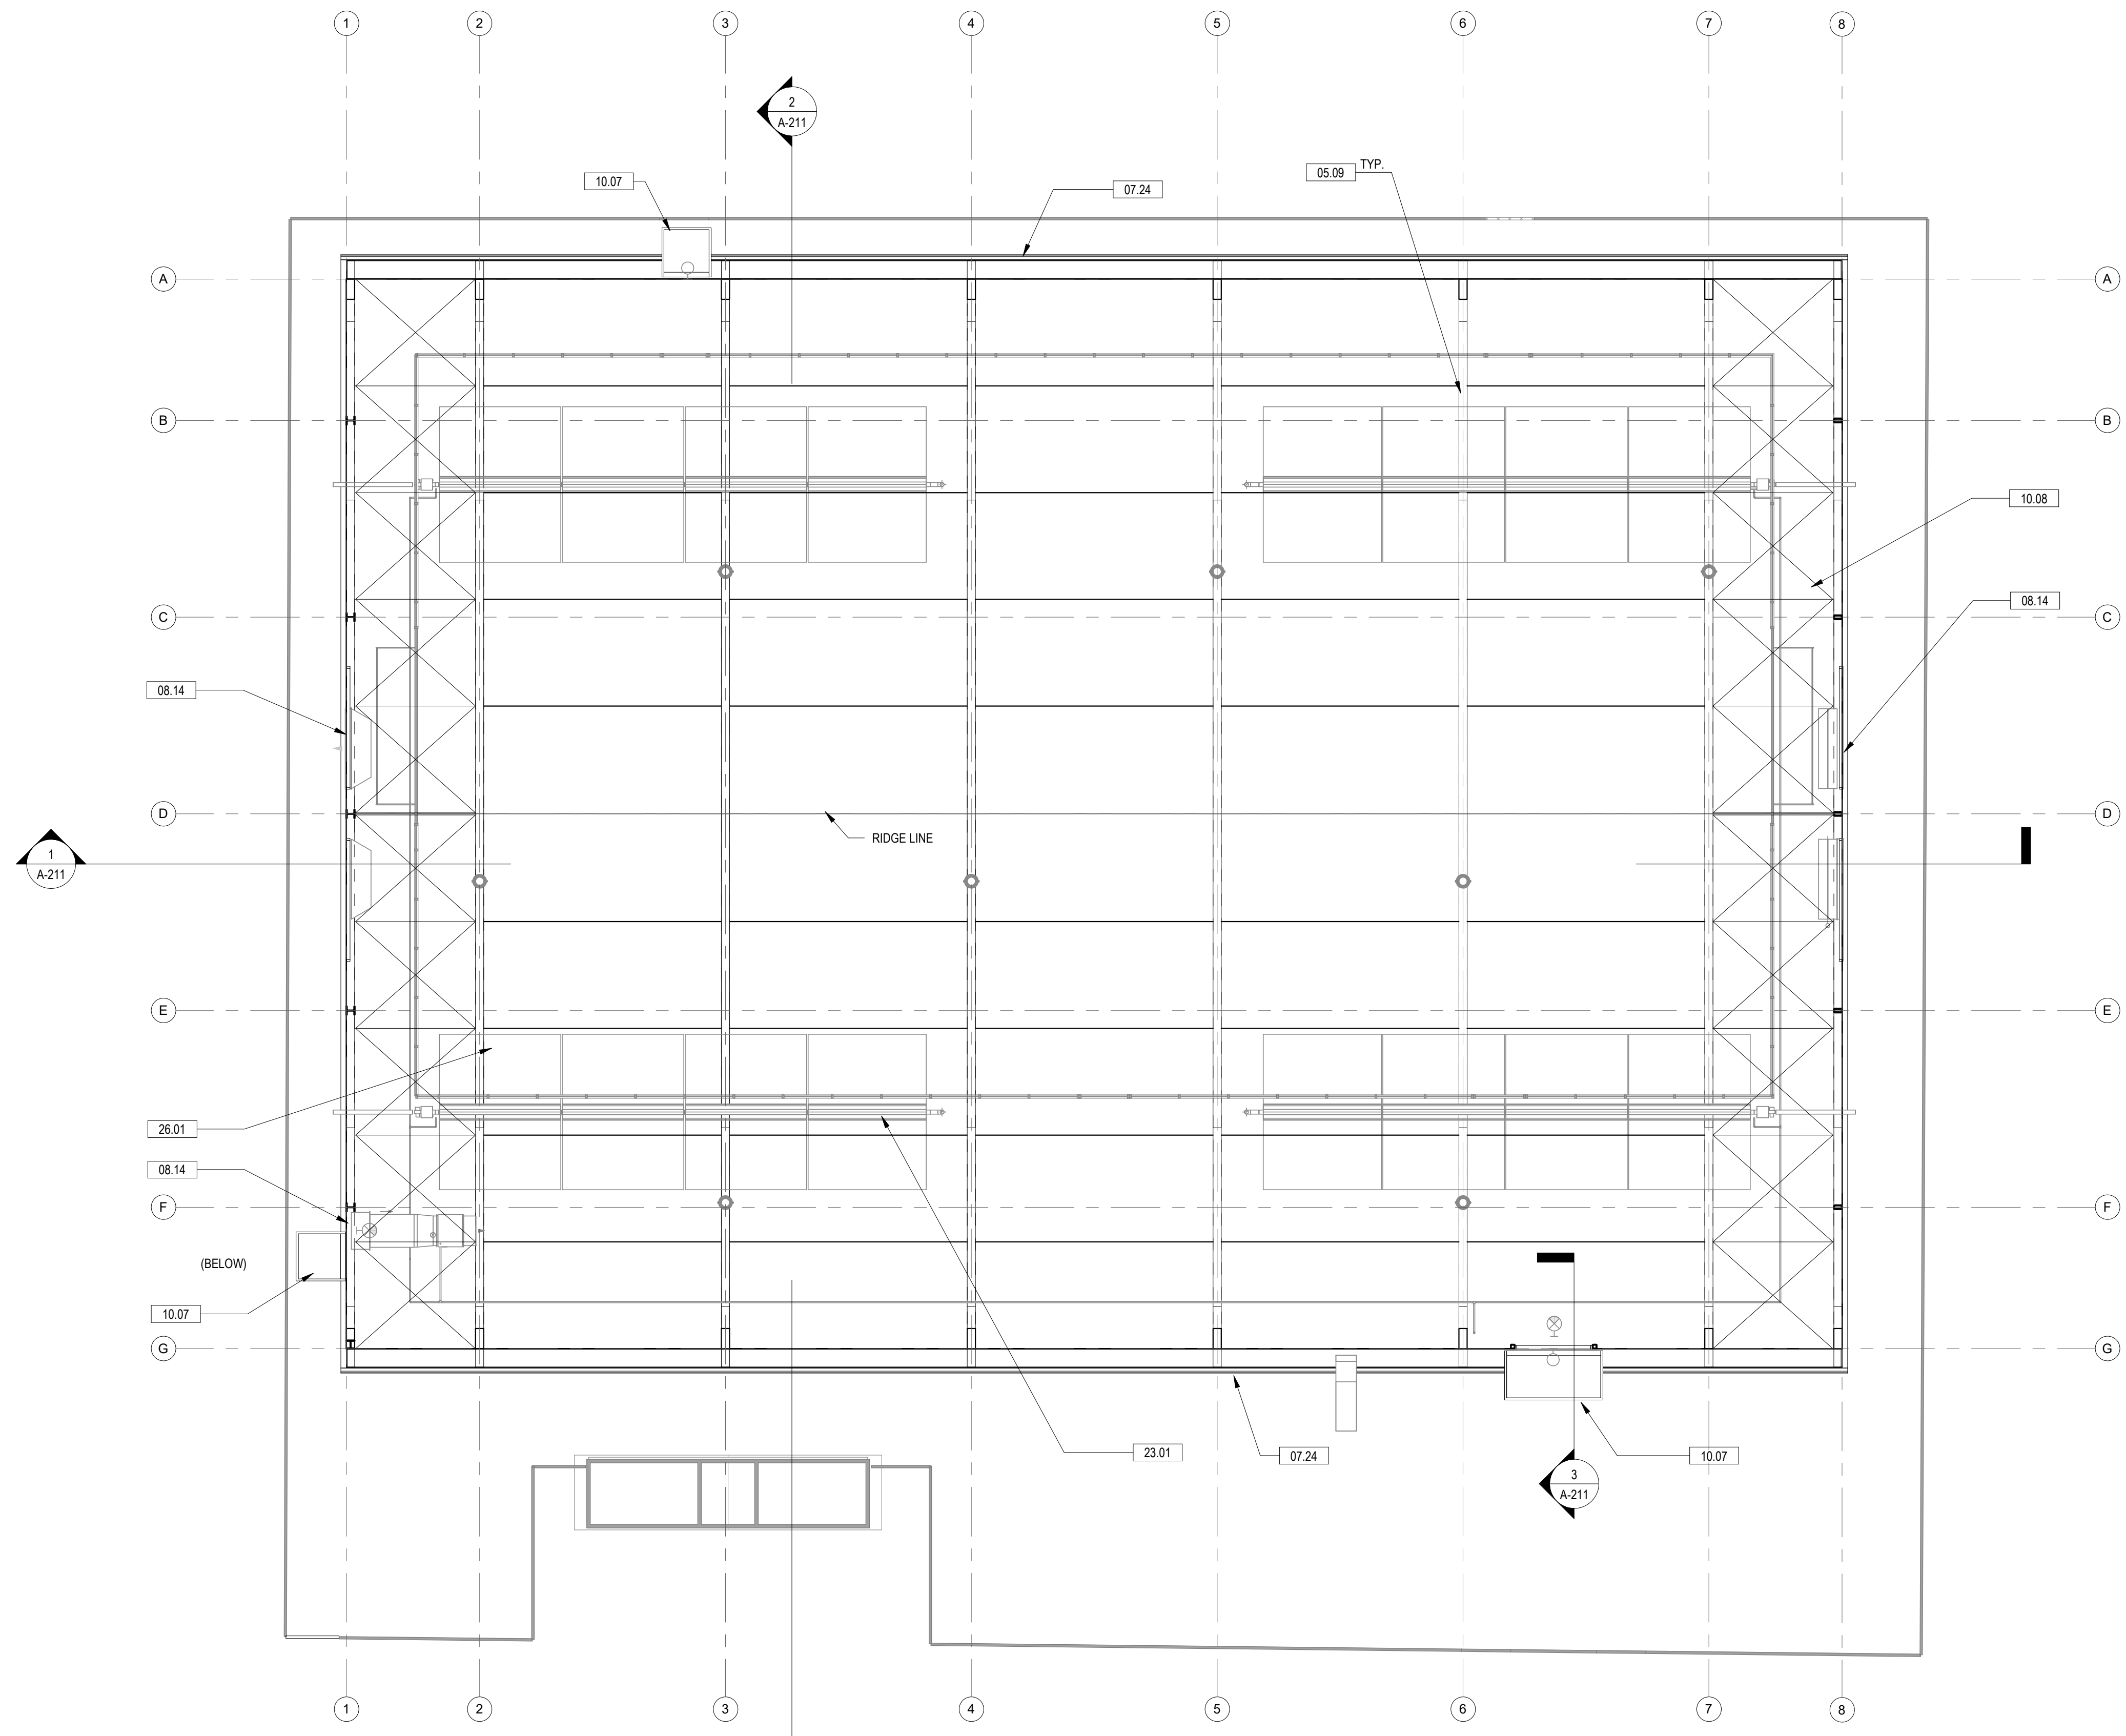 1 2 3 4 5 6 7 8
2
A-211
TYP.
05.09
10.07
07.24
A A
B B
10.08
08.14
C C
08.14
D D
RIDGE LINE
1
A-211
E E
26.01
08.14
F F
(BELOW)
10.07
G G
23.01
07.24
10.07
3
A-211
1 2 3 4 5 6 7 8